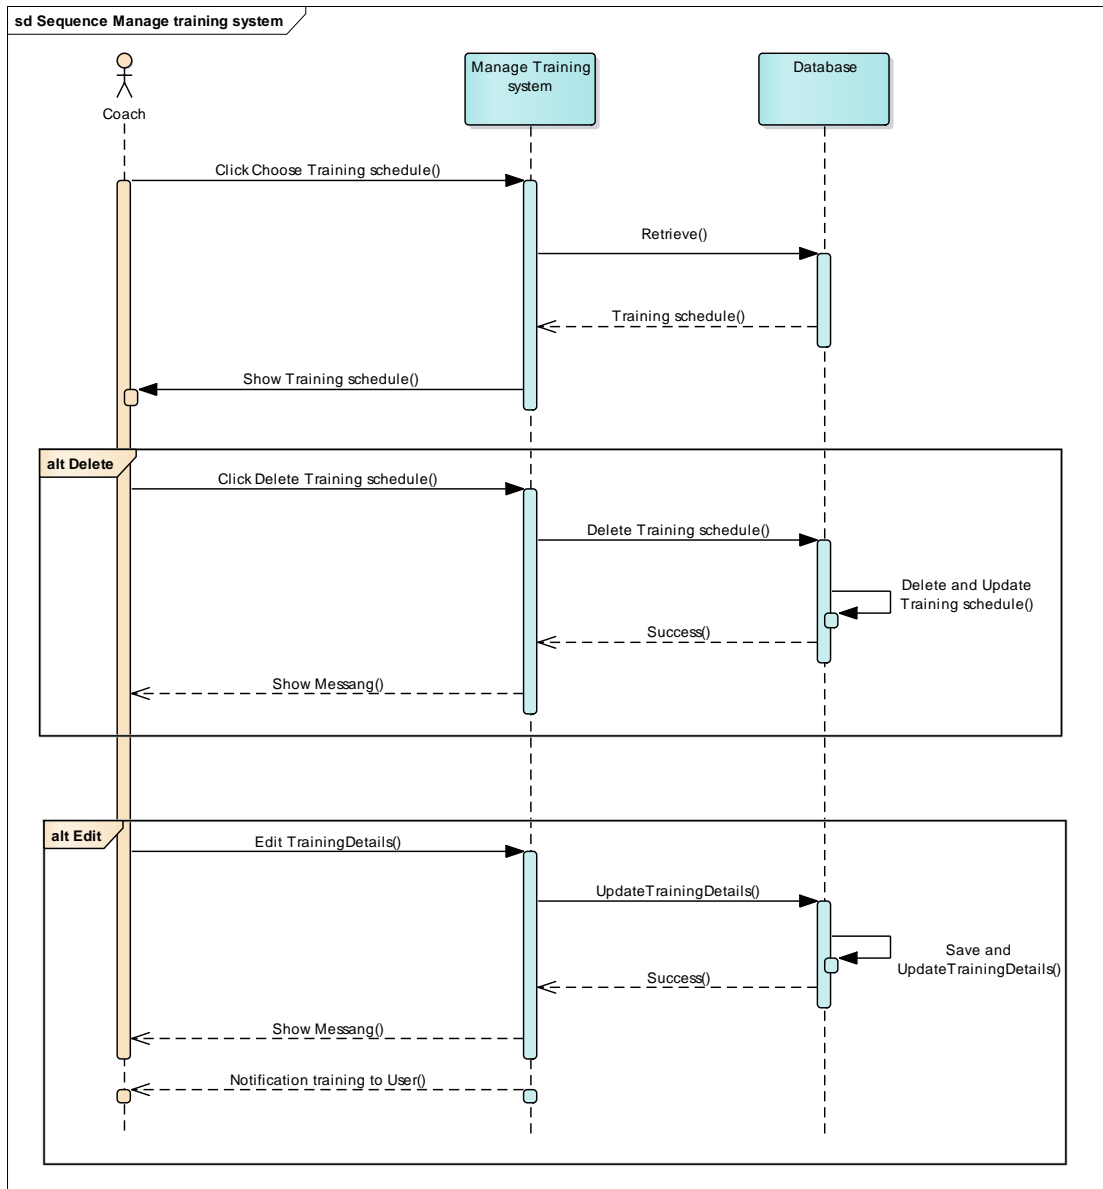 sd Sequence Manage training system
Coach
Manage Training
system
Database
Click Choose Training schedule()
Retrieve()
Training schedule()
Show Training schedule()
alt Delete
Click Delete Training schedule()
Delete Training schedule()
Delete and Update
Training schedule()
Success()
Show Messang()
alt Edit
Edit TrainingDetails()
UpdateTrainingDetails()
Save and
UpdateTrainingDetails()
Success()
Show Messang()
Notification training to User()